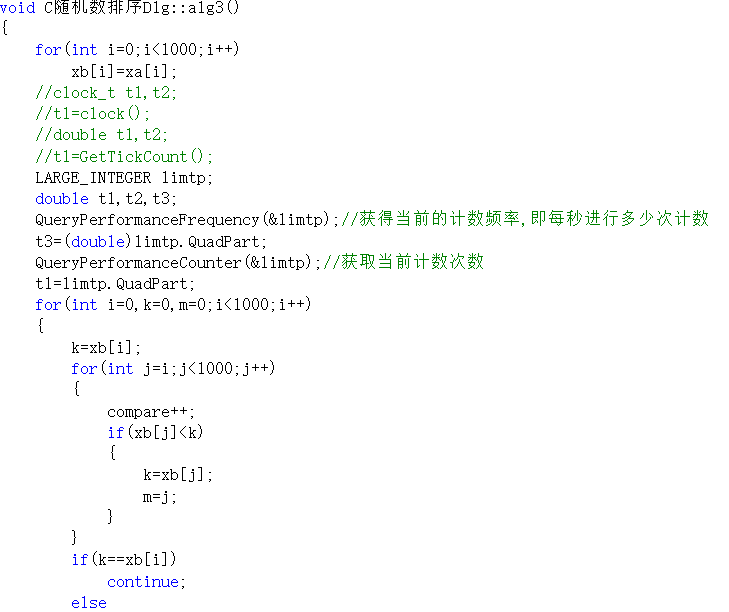 void C随机数排序Dlg::alg3()
{
    for(int i=0;i<1000;i++)
        xb[i]=xa[i];
    //clock_t t1,t2;
    //t1=clock();
    //double t1,t2;
    //t1=GetTickCount();
    LARGE_INTEGER limtp;
    double t1,t2,t3;
    QueryPerformanceFrequency(&limtp);//获得当前的计数频率,即每秒进行多少次计数
    t3=(double)limtp.QuadPart;
    QueryPerformanceCounter(&limtp);//获取当前计数次数
    t1=limtp.QuadPart;
    for(int i=0,k=0,m=0;i<1000;i++)
    {
        k=xb[i];
        for(int j=i;j<1000;j++)
        {
            compare++;
            if(xb[j]<k)
            {
                k=xb[j];
                m=j;
            }
        }
        if(k==xb[i])
            continue;
        else